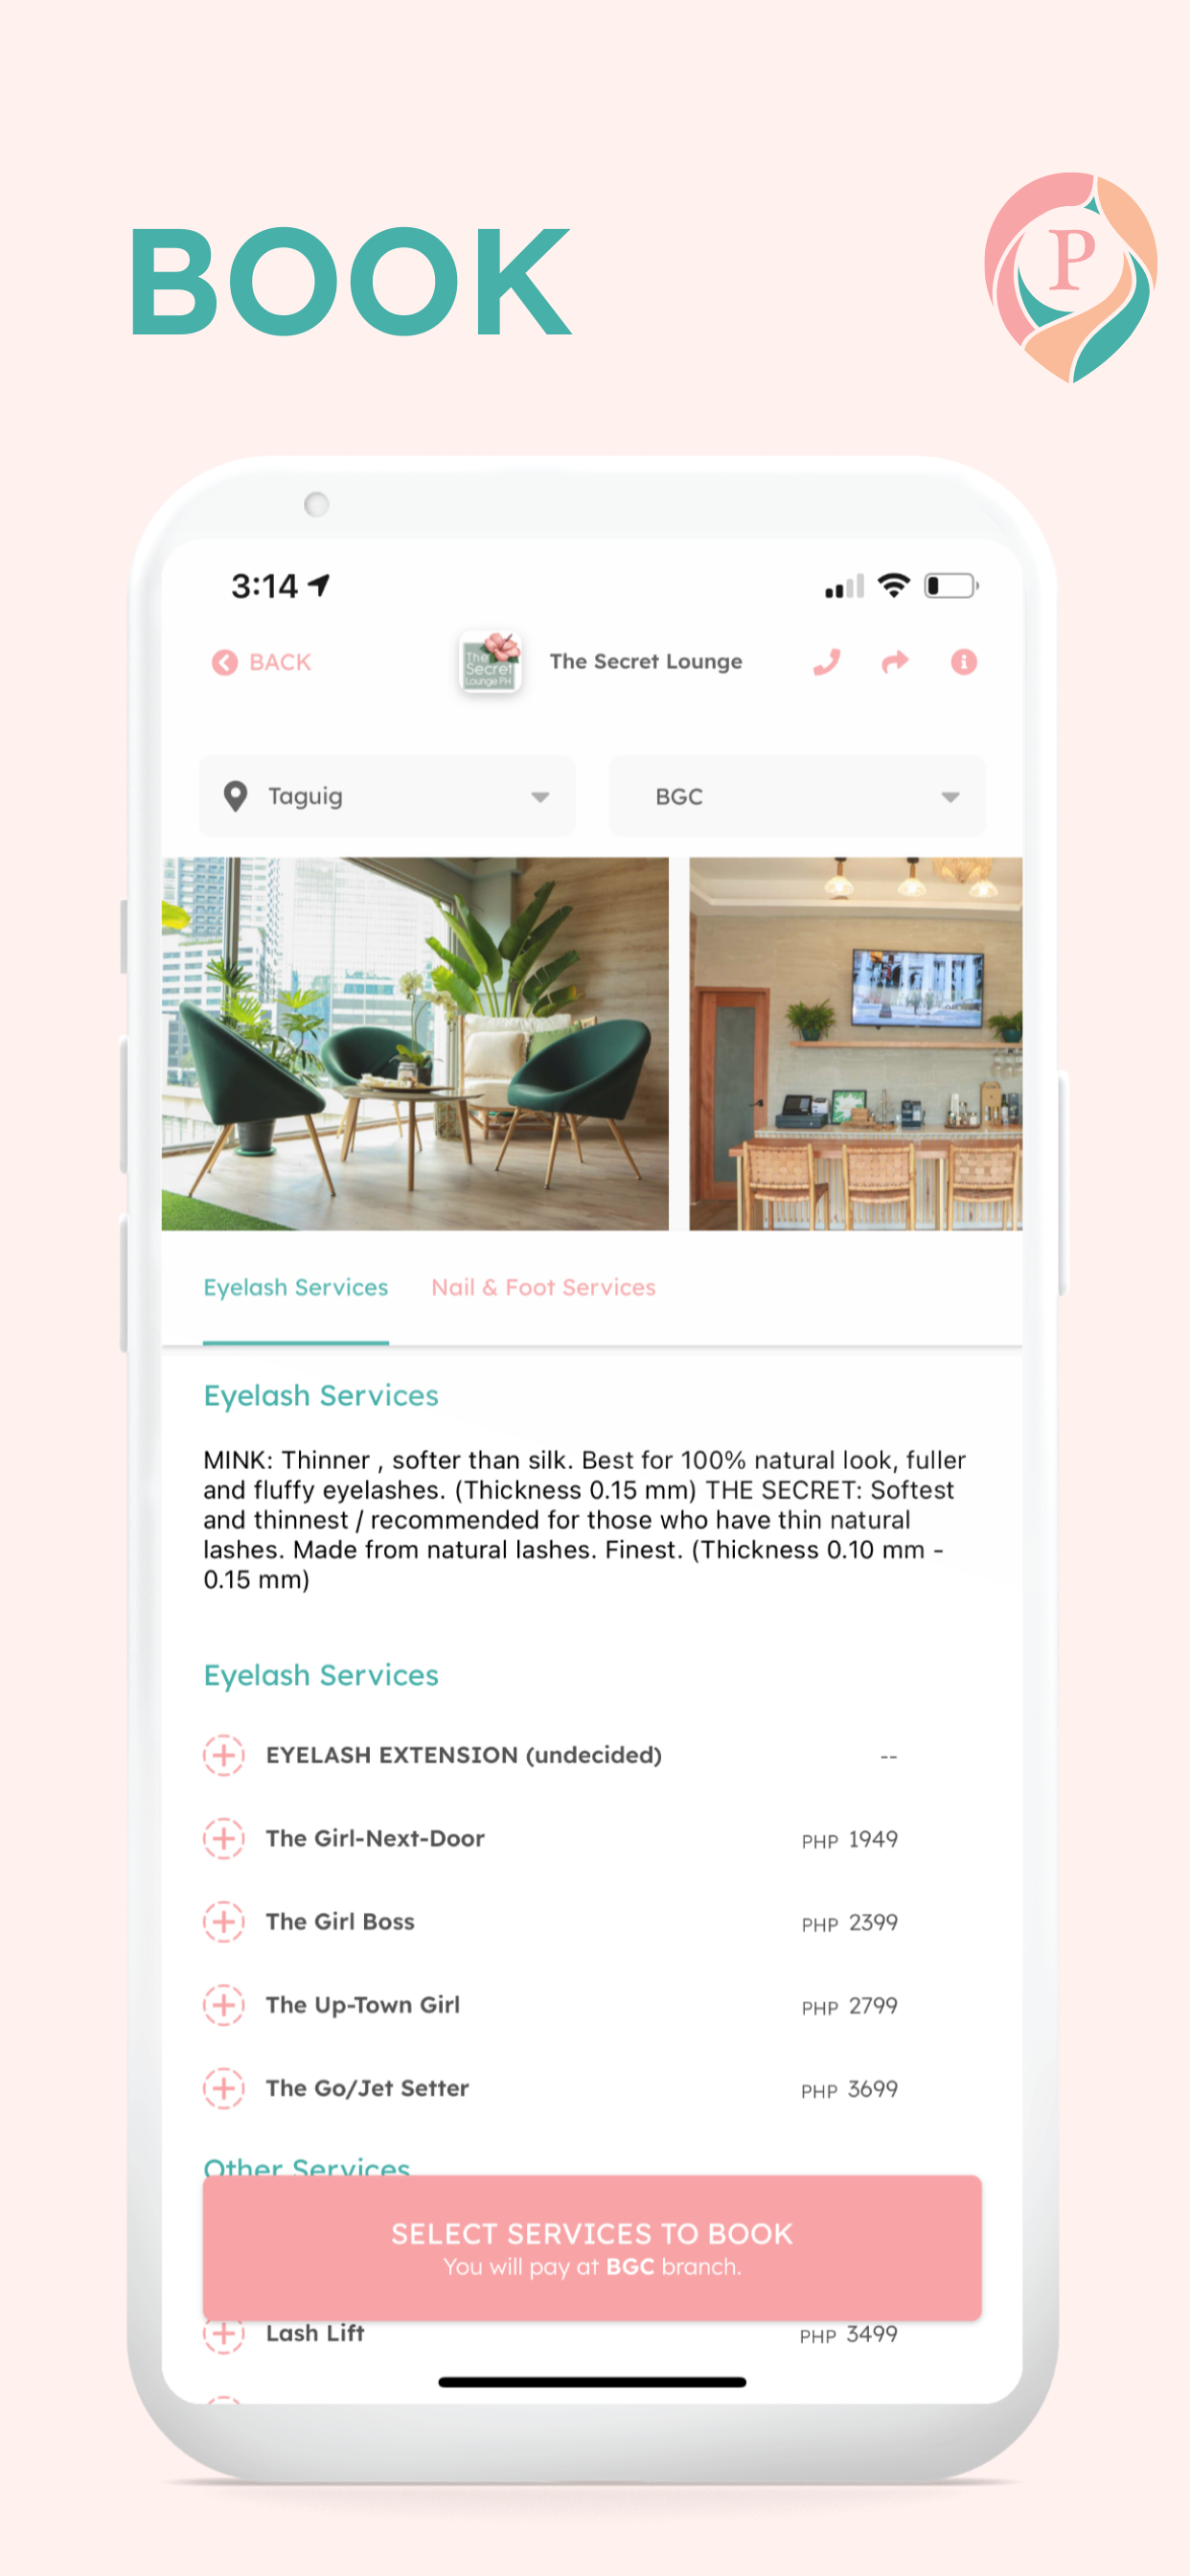 BOOK
P
3:14
BACK
The
Secret
Lounge PH
The Secret Lounge
Taguig
BGC
Eyelash Services
Nail & Foot Services
Eyelash Services
MINK: Thinner , softer than silk. Best for 100% natural look, fuller
and fluffy eyelashes. (Thickness 0.15 mm) THE SECRET: Softest
and thinnest / recommended for those who have thin natural
lashes. Made from natural lashes. Finest. (Thickness 0.10 mm -
0.15 mm)
Eyelash Services
EYELASH EXTENSION (undecided) --
The Girl-Next-Door PHP 1949
The Girl Boss PHP 2399
The Up-Town Girl PHP 2799
The Go/Jet Setter PHP 3699
Other Services
SELECT SERVICES TO BOOK
You will pay at BGC branch.
Lash Lift PHP 3499